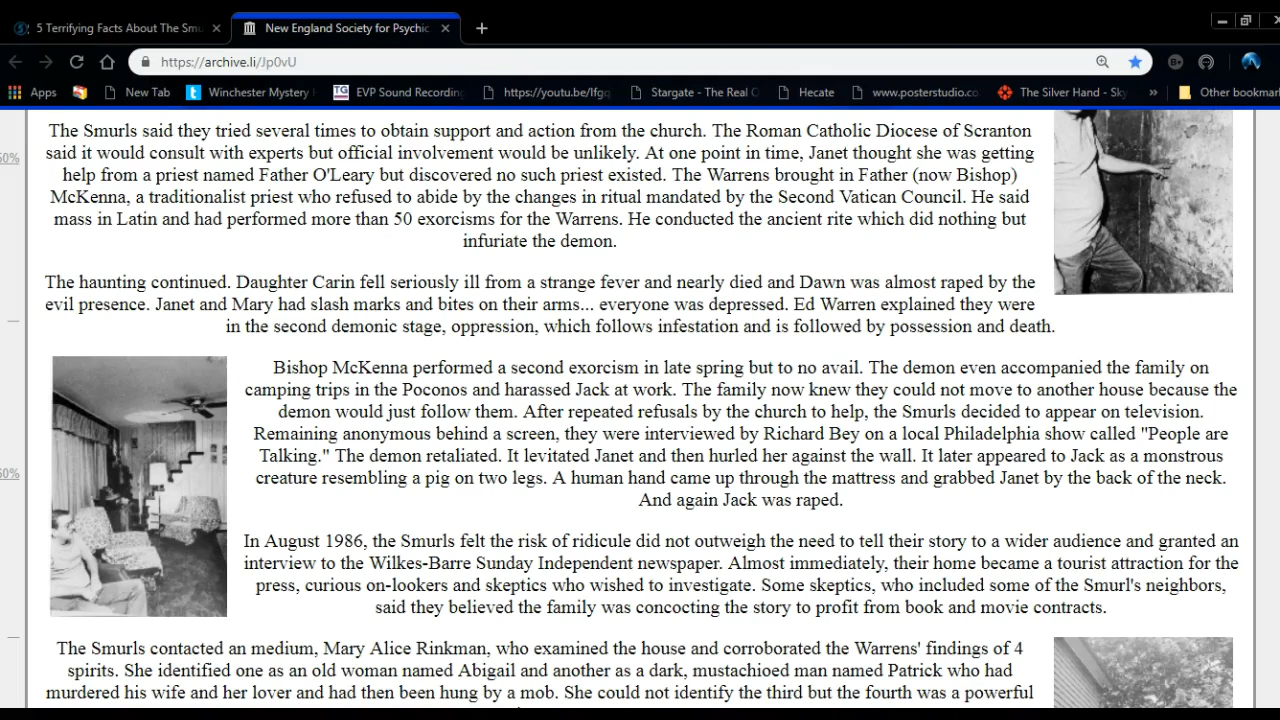 5 Terrifying Facts About The Smu
New England Society for Psychic
https://archive.li/Jp0vU
Apps
New Tab
Winchester Mystery
EVP Sound Recording
https://youtu.be/lfgq
Stargate - The Real
Hecate
www.posterstudio.co
The Silver Hand - Sky
Other bookmar
The Smurls said they tried several times to obtain support and action from the church. The Roman Catholic Diocese of Scranton
said it would consult with experts but official involvement would be unlikely. At one point in time, Janet thought she was getting
help from a priest named Father O'Leary but discovered no such priest existed. The Warrens brought in Father (now Bishop)
McKenna, a traditionalist priest who refused to abide by the changes in ritual mandated by the Second Vatican Council. He said
mass in Latin and had performed more than 50 exorcisms for the Warrens. He conducted the ancient rite which did nothing but
infuriate the demon.
The haunting continued. Daughter Carin fell seriously ill from a strange fever and nearly died and Dawn was almost raped by the
evil presence. Janet and Mary had slash marks and bites on their arms... everyone was depressed. Ed Warren explained they were
in the second demonic stage, oppression, which follows infestation and is followed by possession and death.
Bishop McKenna performed a second exorcism in late spring but to no avail. The demon even accompanied the family on
camping trips in the Poconos and harassed Jack at work. The family now knew they could not move to another house because the
demon would just follow them. After repeated refusals by the church to help, the Smurls decided to appear on television.
Remaining anonymous behind a screen, they were interviewed by Richard Bey on a local Philadelphia show called "People are
Talking." The demon retaliated. It levitated Janet and then hurled her against the wall. It later appeared to Jack as a monstrous
creature resembling a pig on two legs. A human hand came up through the mattress and grabbed Janet by the back of the neck.
And again Jack was raped.
60%
In August 1986, the Smurls felt the risk of ridicule did not outweigh the need to tell their story to a wider audience and granted an
interview to the Wilkes-Barre Sunday Independent newspaper. Almost immediately, their home became a tourist attraction for the
press, curious on-lookers and skeptics who wished to investigate. Some skeptics, who included some of the Smurl's neighbors,
said they believed the family was concocting the story to profit from book and movie contracts.
The Smurls contacted an medium, Mary Alice Rinkman, who examined the house and corroborated the Warrens' findings of 4
spirits. She identified one as an old woman named Abigail and another as a dark, mustachioed man named Patrick who had
murdered his wife and her lover and had then been hung by a mob. She could not identify the third but the fourth was a powerful